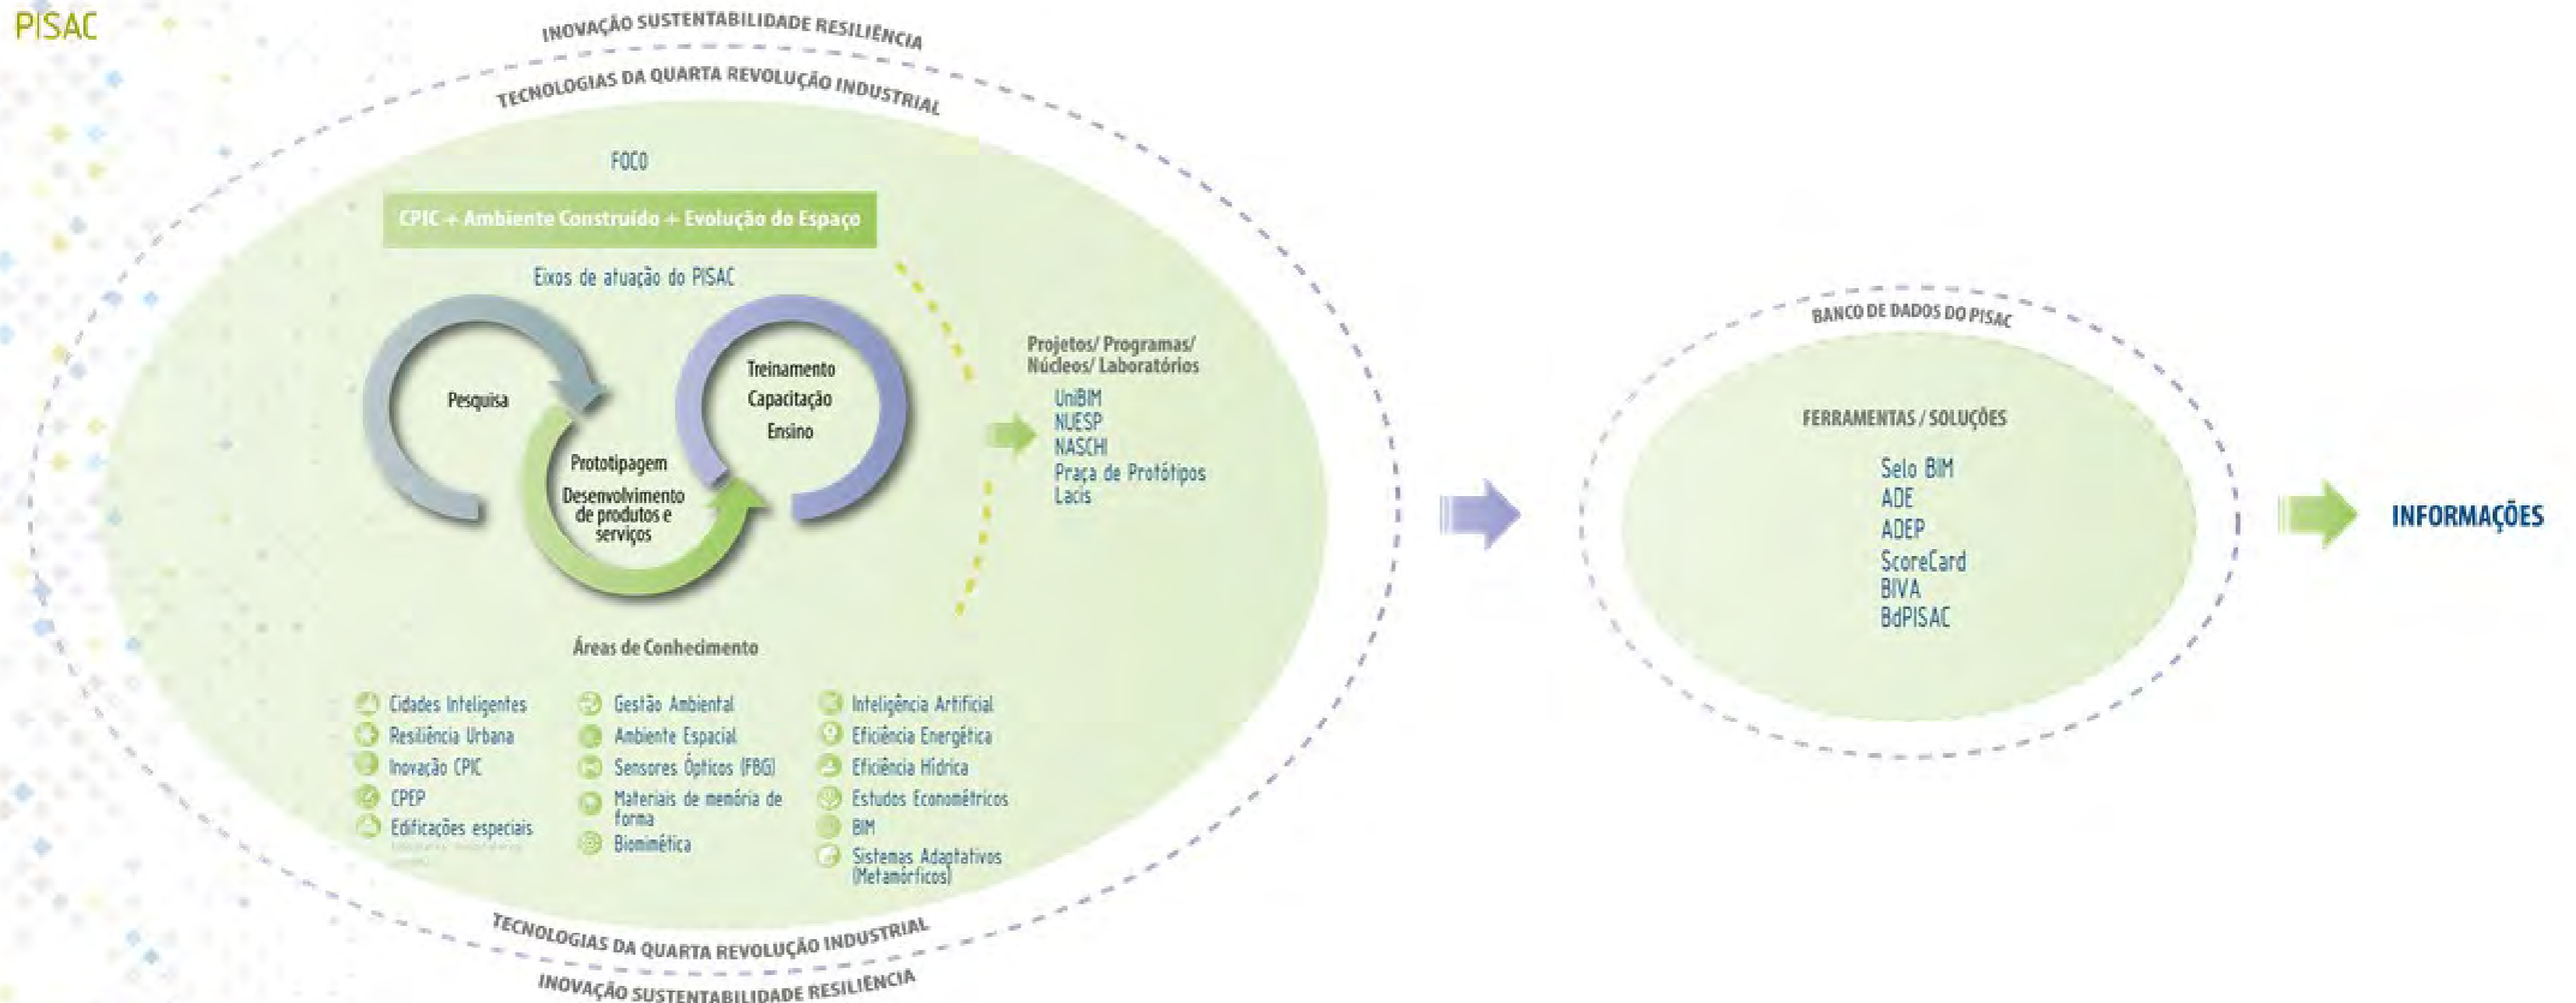 PISAC
INOVAÇÃO SUSTENTABILIDADE RESILIÊNCIA
TECNOLOGIAS DA QUARTA REVOLUÇÃO INDUSTRIAL
FOCO
CPIC + Ambiente Construído + Evolução do Espaço
Eixos de atuação do PISAC
Pesquisa
Prototipagem
Desenvolvimento
de produtos e
serviços
Treinamento
Capacitação
Ensino
Projetos/ Programas/
Núcleos/ Laboratórios
UniBIM
NUESP
NASCHI
Praça de Protótipos
Lacis
Áreas de Conhecimento
Cidades Inteligentes
Resiliência Urbana
Inovação CPIC
CPEP
Edificações especiais
Gestão Ambiental
Ambiente Espacial
Sensores Ópticos (FBG)
Materiais de memória de
forma
Biomimética
Inteligência Artificial
Eficiência Energética
Eficiência Hídrica
Estudos Econométricos
BIM
Sistemas Adaptativos
(Metamórficos)
TECNOLOGIAS DA QUARTA REVOLUÇÃO INDUSTRIAL
INOVAÇÃO SUSTENTABILIDADE RESILIÊNCIA
BANCO DE DADOS DO PISAC
FERRAMENTAS / SOLUÇÕES
Selo BIM
ADE
ADEP
ScoreCard
BIVA
BdPISAC
INFORMAÇÕES